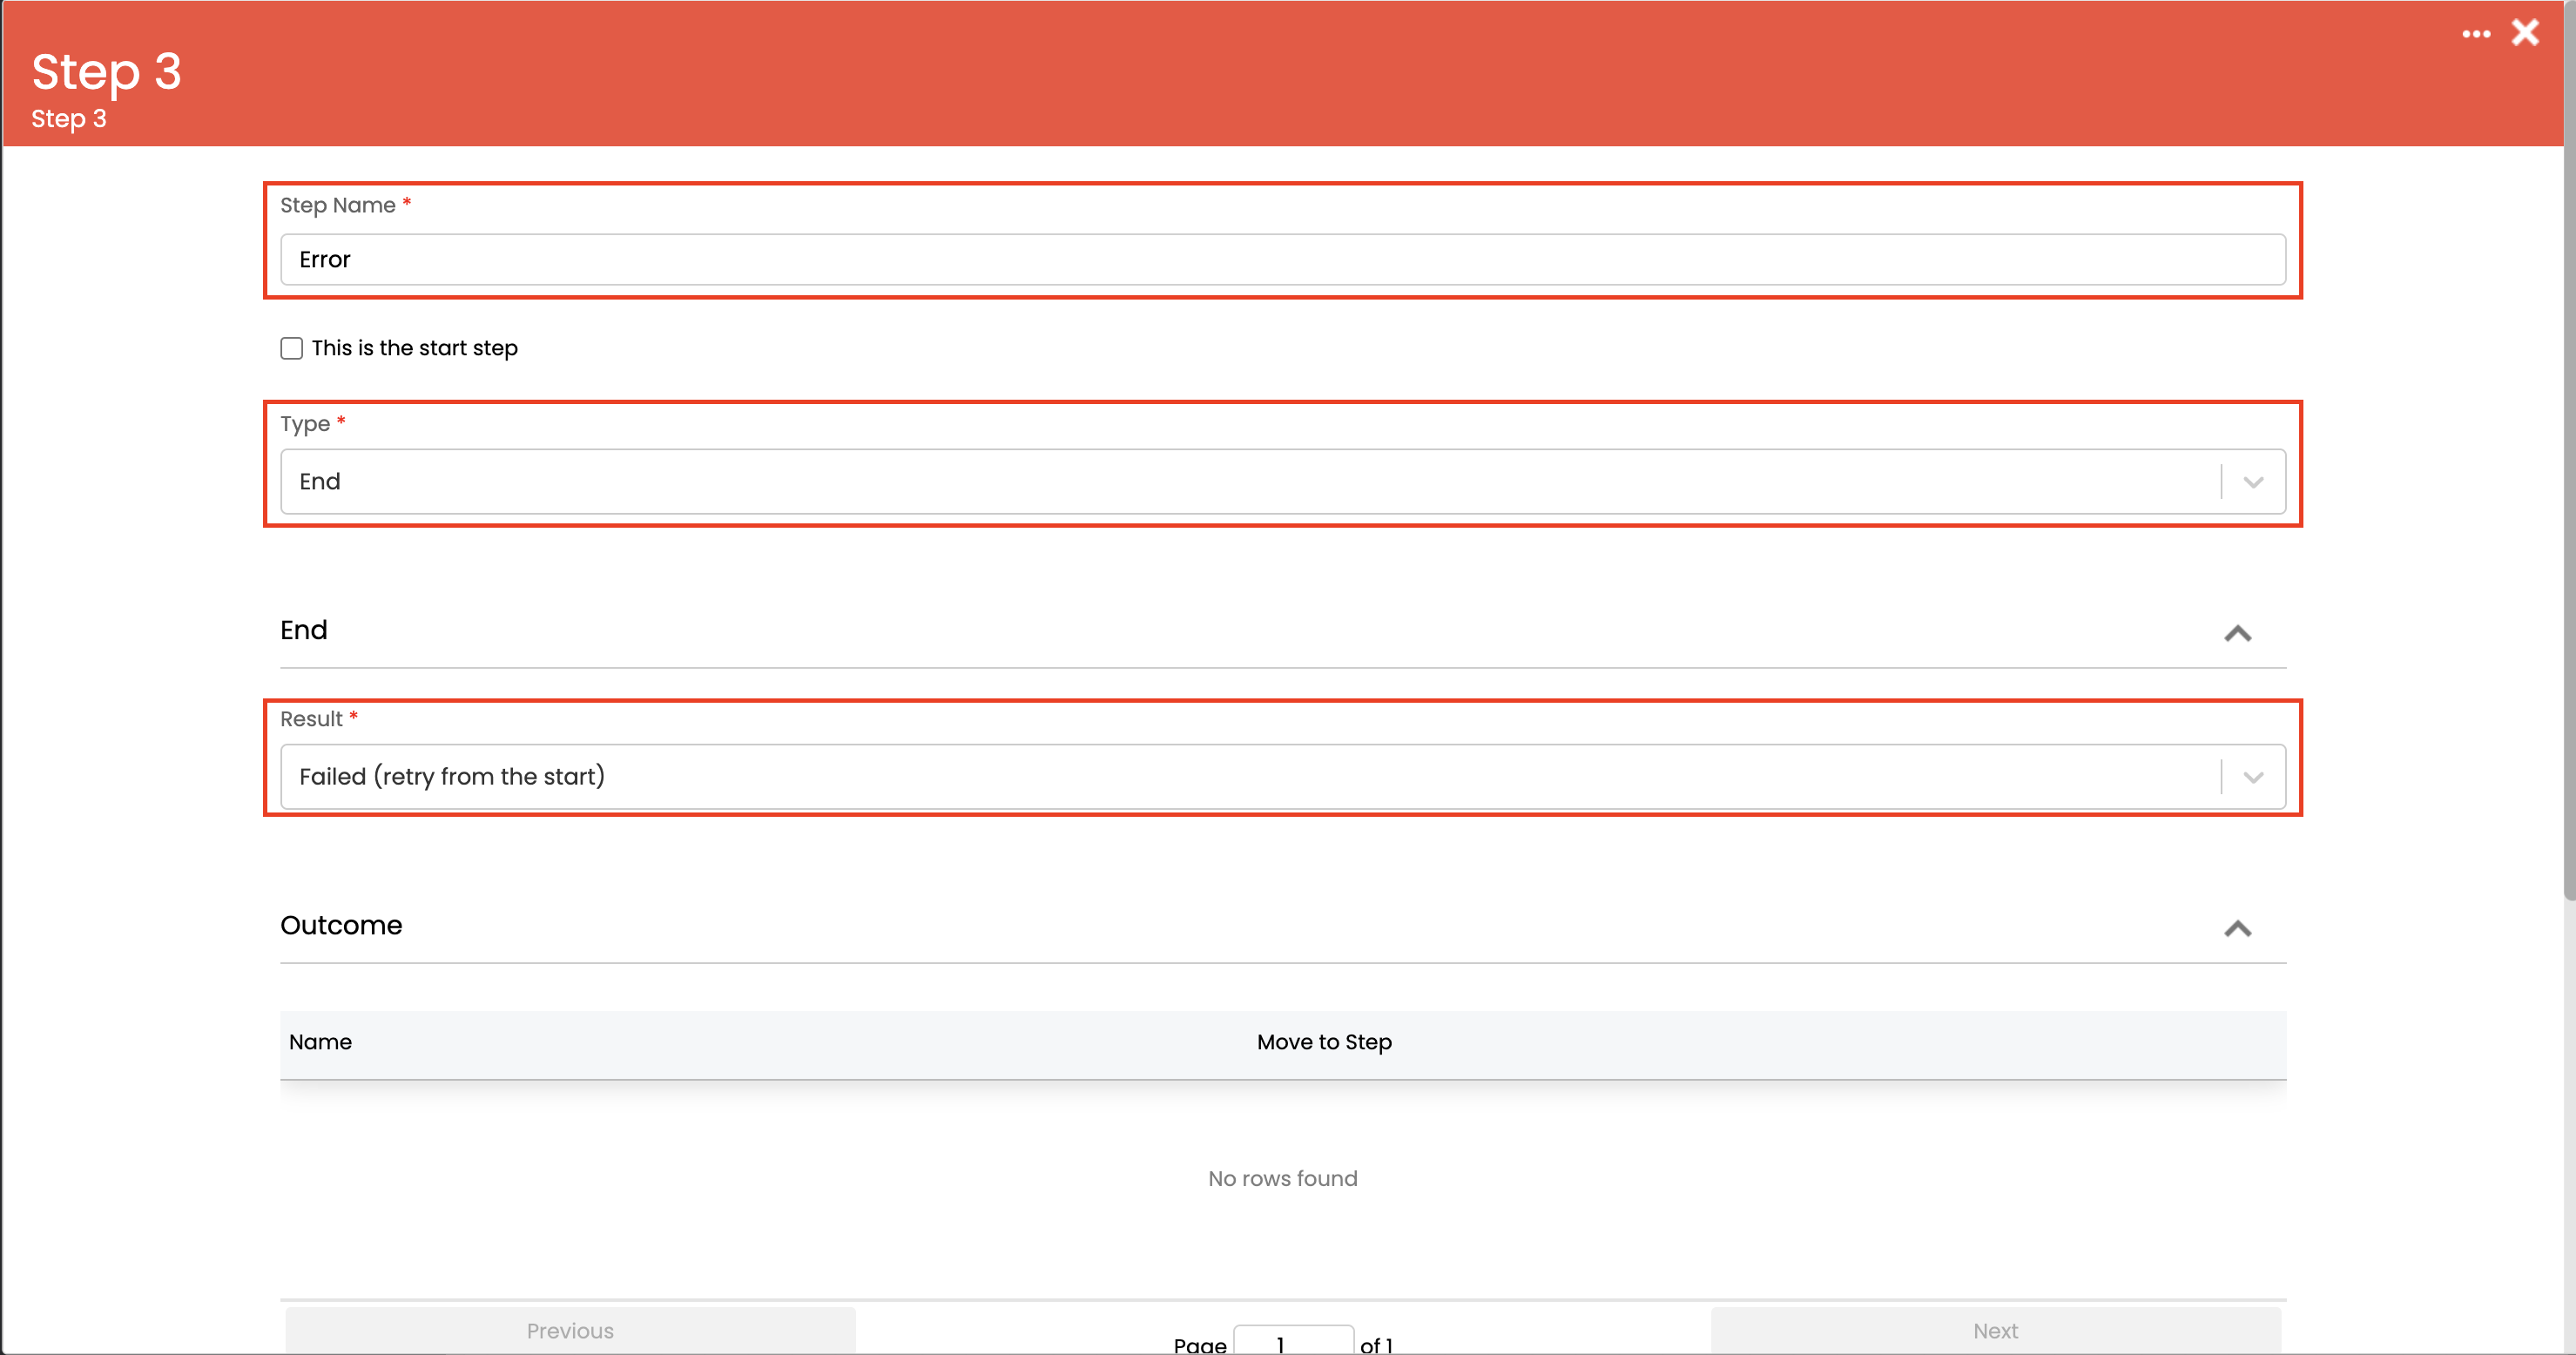 Step 3
Step 3
Step Name *
Error
This is the start step
Type *
End
End
Result *
Failed (retry from the start)
Outcome
Name Move to Step
No rows found
Previous Page 1 of 1 Next